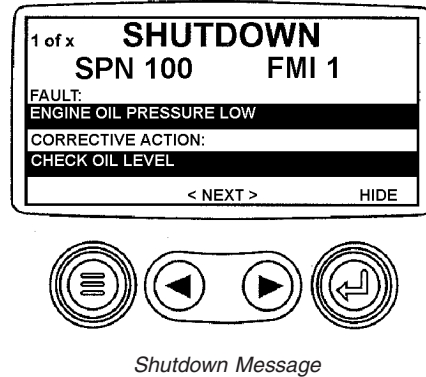 1 of x SHUTDOWN
SPN 100 FMI 1
FAULT:
ENGINE OIL PRESSURE LOW
CORRECTIVE ACTION:
CHECK OIL LEVEL
< NEXT > HIDE
Shutdown Message